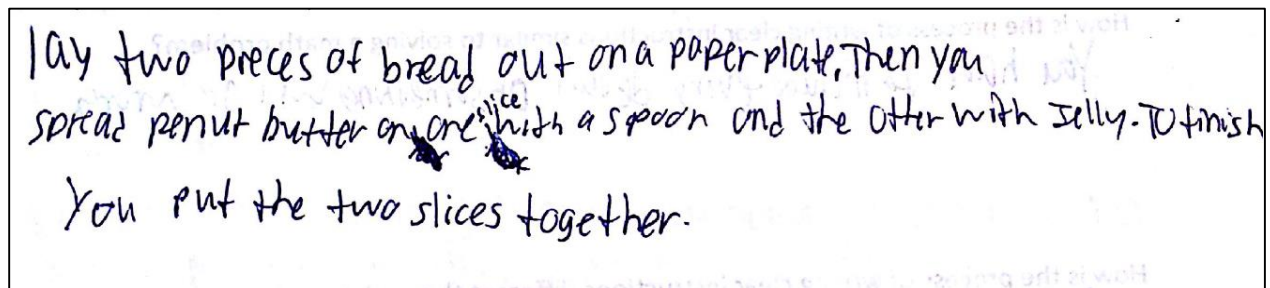 lay two preces of bread out on a paper plate. Then you
spread penut butter on one slice with a spoon and the otter with Jelly. To finish
You put the two slices together.